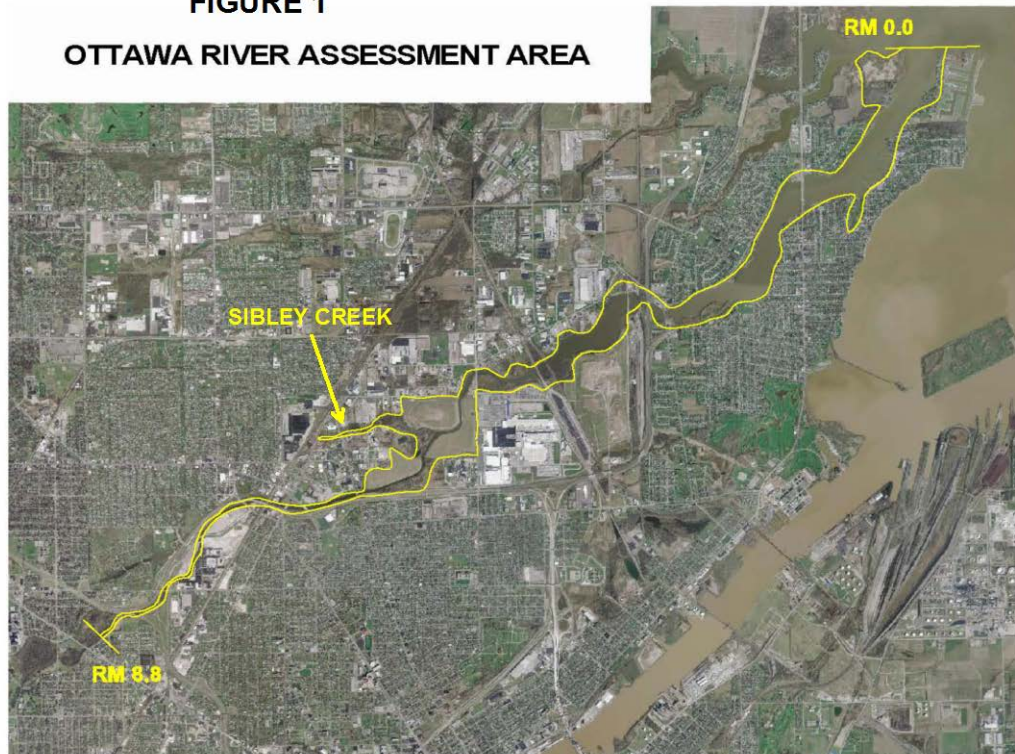 FIGURE 1
OTTAWA RIVER ASSESSMENT AREA
RM 0.0
SIBLEY CREEK
RM 8.8